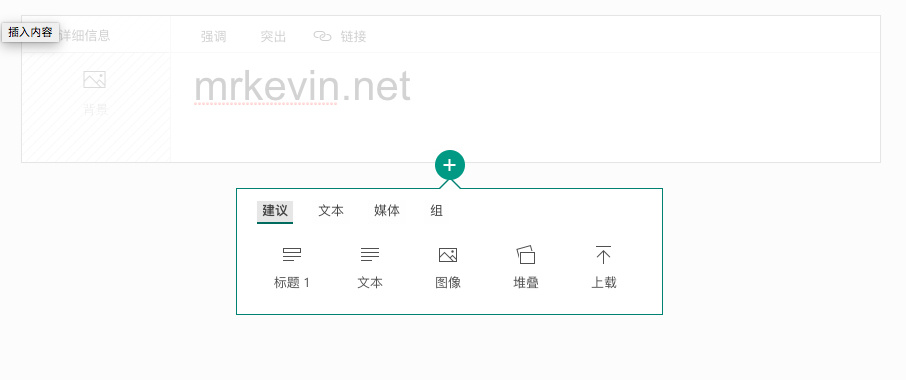 插入内容
详细信息
强调 突出 链接
背景
mrkevin.net
建议 文本 媒体 组
标题 1 文本 图像 堆叠 上载